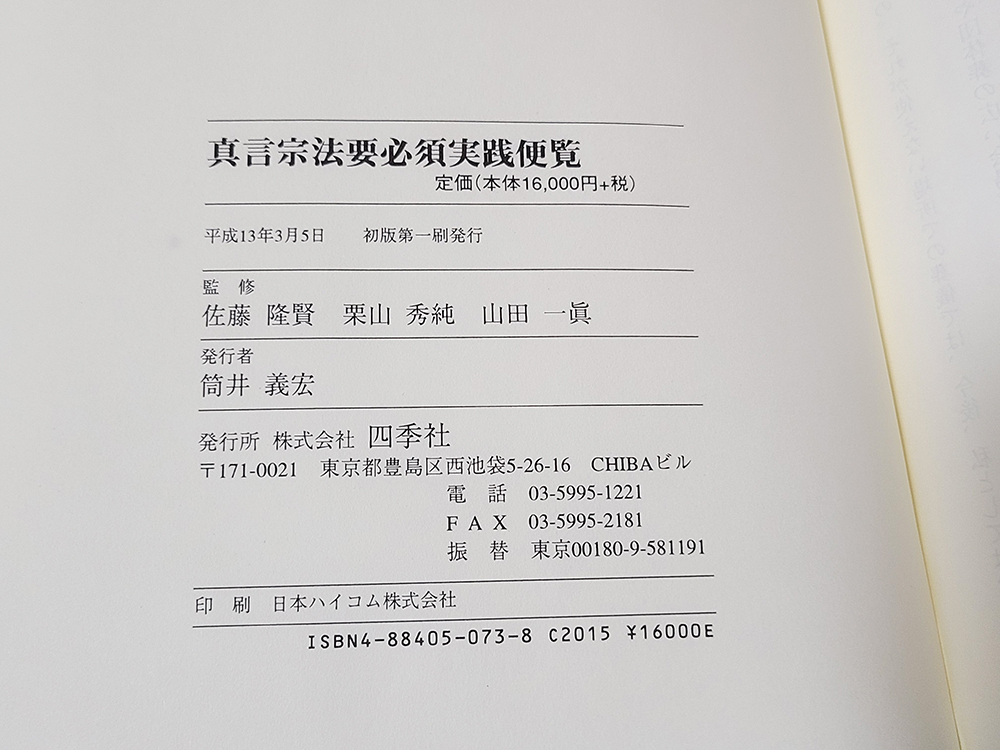 真言宗法要必須実践便覧
定価(本体16,000円+税)
平成13年3月5日　初版第一刷発行
監　修
佐藤 隆賢　栗山 秀純　山田 一眞
発行者
筒井 義宏
発行所 株式会社 四季社
〒171-0021　東京都豊島区西池袋5-26-16　CHIBAビル
電　話　03-5995-1221
F A X　03-5995-2181
振　替　東京00180-9-581191
印　刷　日本ハイコム株式会社
ISBN4-88405-073-8 C2015 ¥16000E